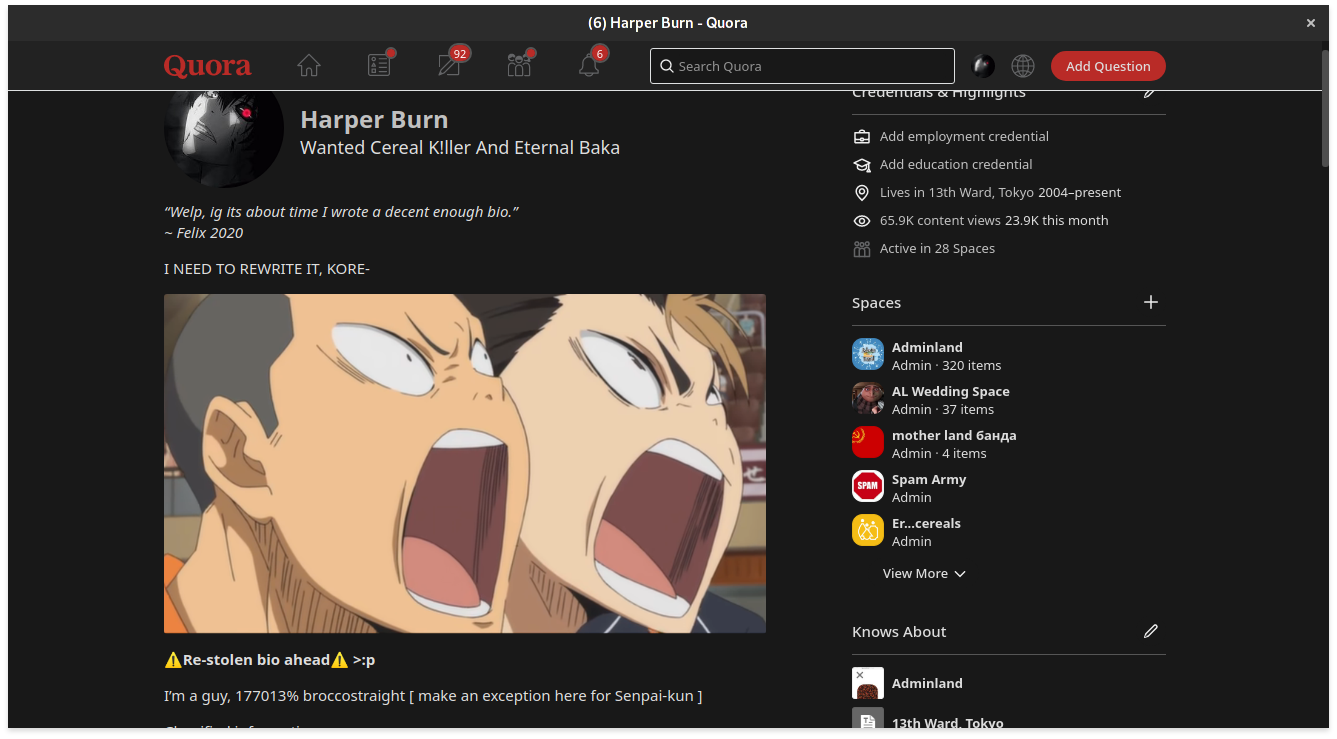 (6) Harper Burn - Quora
Quora
92
6
Search Quora
Add Question
Harper Burn
Wanted Cereal K!ller And Eternal Baka
“Welp, ig its about time I wrote a decent enough bio.”
~ Felix 2020
I NEED TO REWRITE IT, KORE-
せ
⚠️Re-stolen bio ahead⚠️ >:p
I’m a guy, 177013% broccostraight [ make an exception here for Senpai-kun ]
Credentials & Highlights
Add employment credential
Add education credential
Lives in 13th Ward, Tokyo 2004–present
65.9K content views 23.9K this month
Active in 28 Spaces
Spaces
Adminland
Admin · 320 items
AL Wedding Space
Admin · 37 items
mother land банда
Admin · 4 items
SPAM
Spam Army
Admin
Er...cereals
Admin
View More
Knows About
Adminland
13th Ward, Tokyo